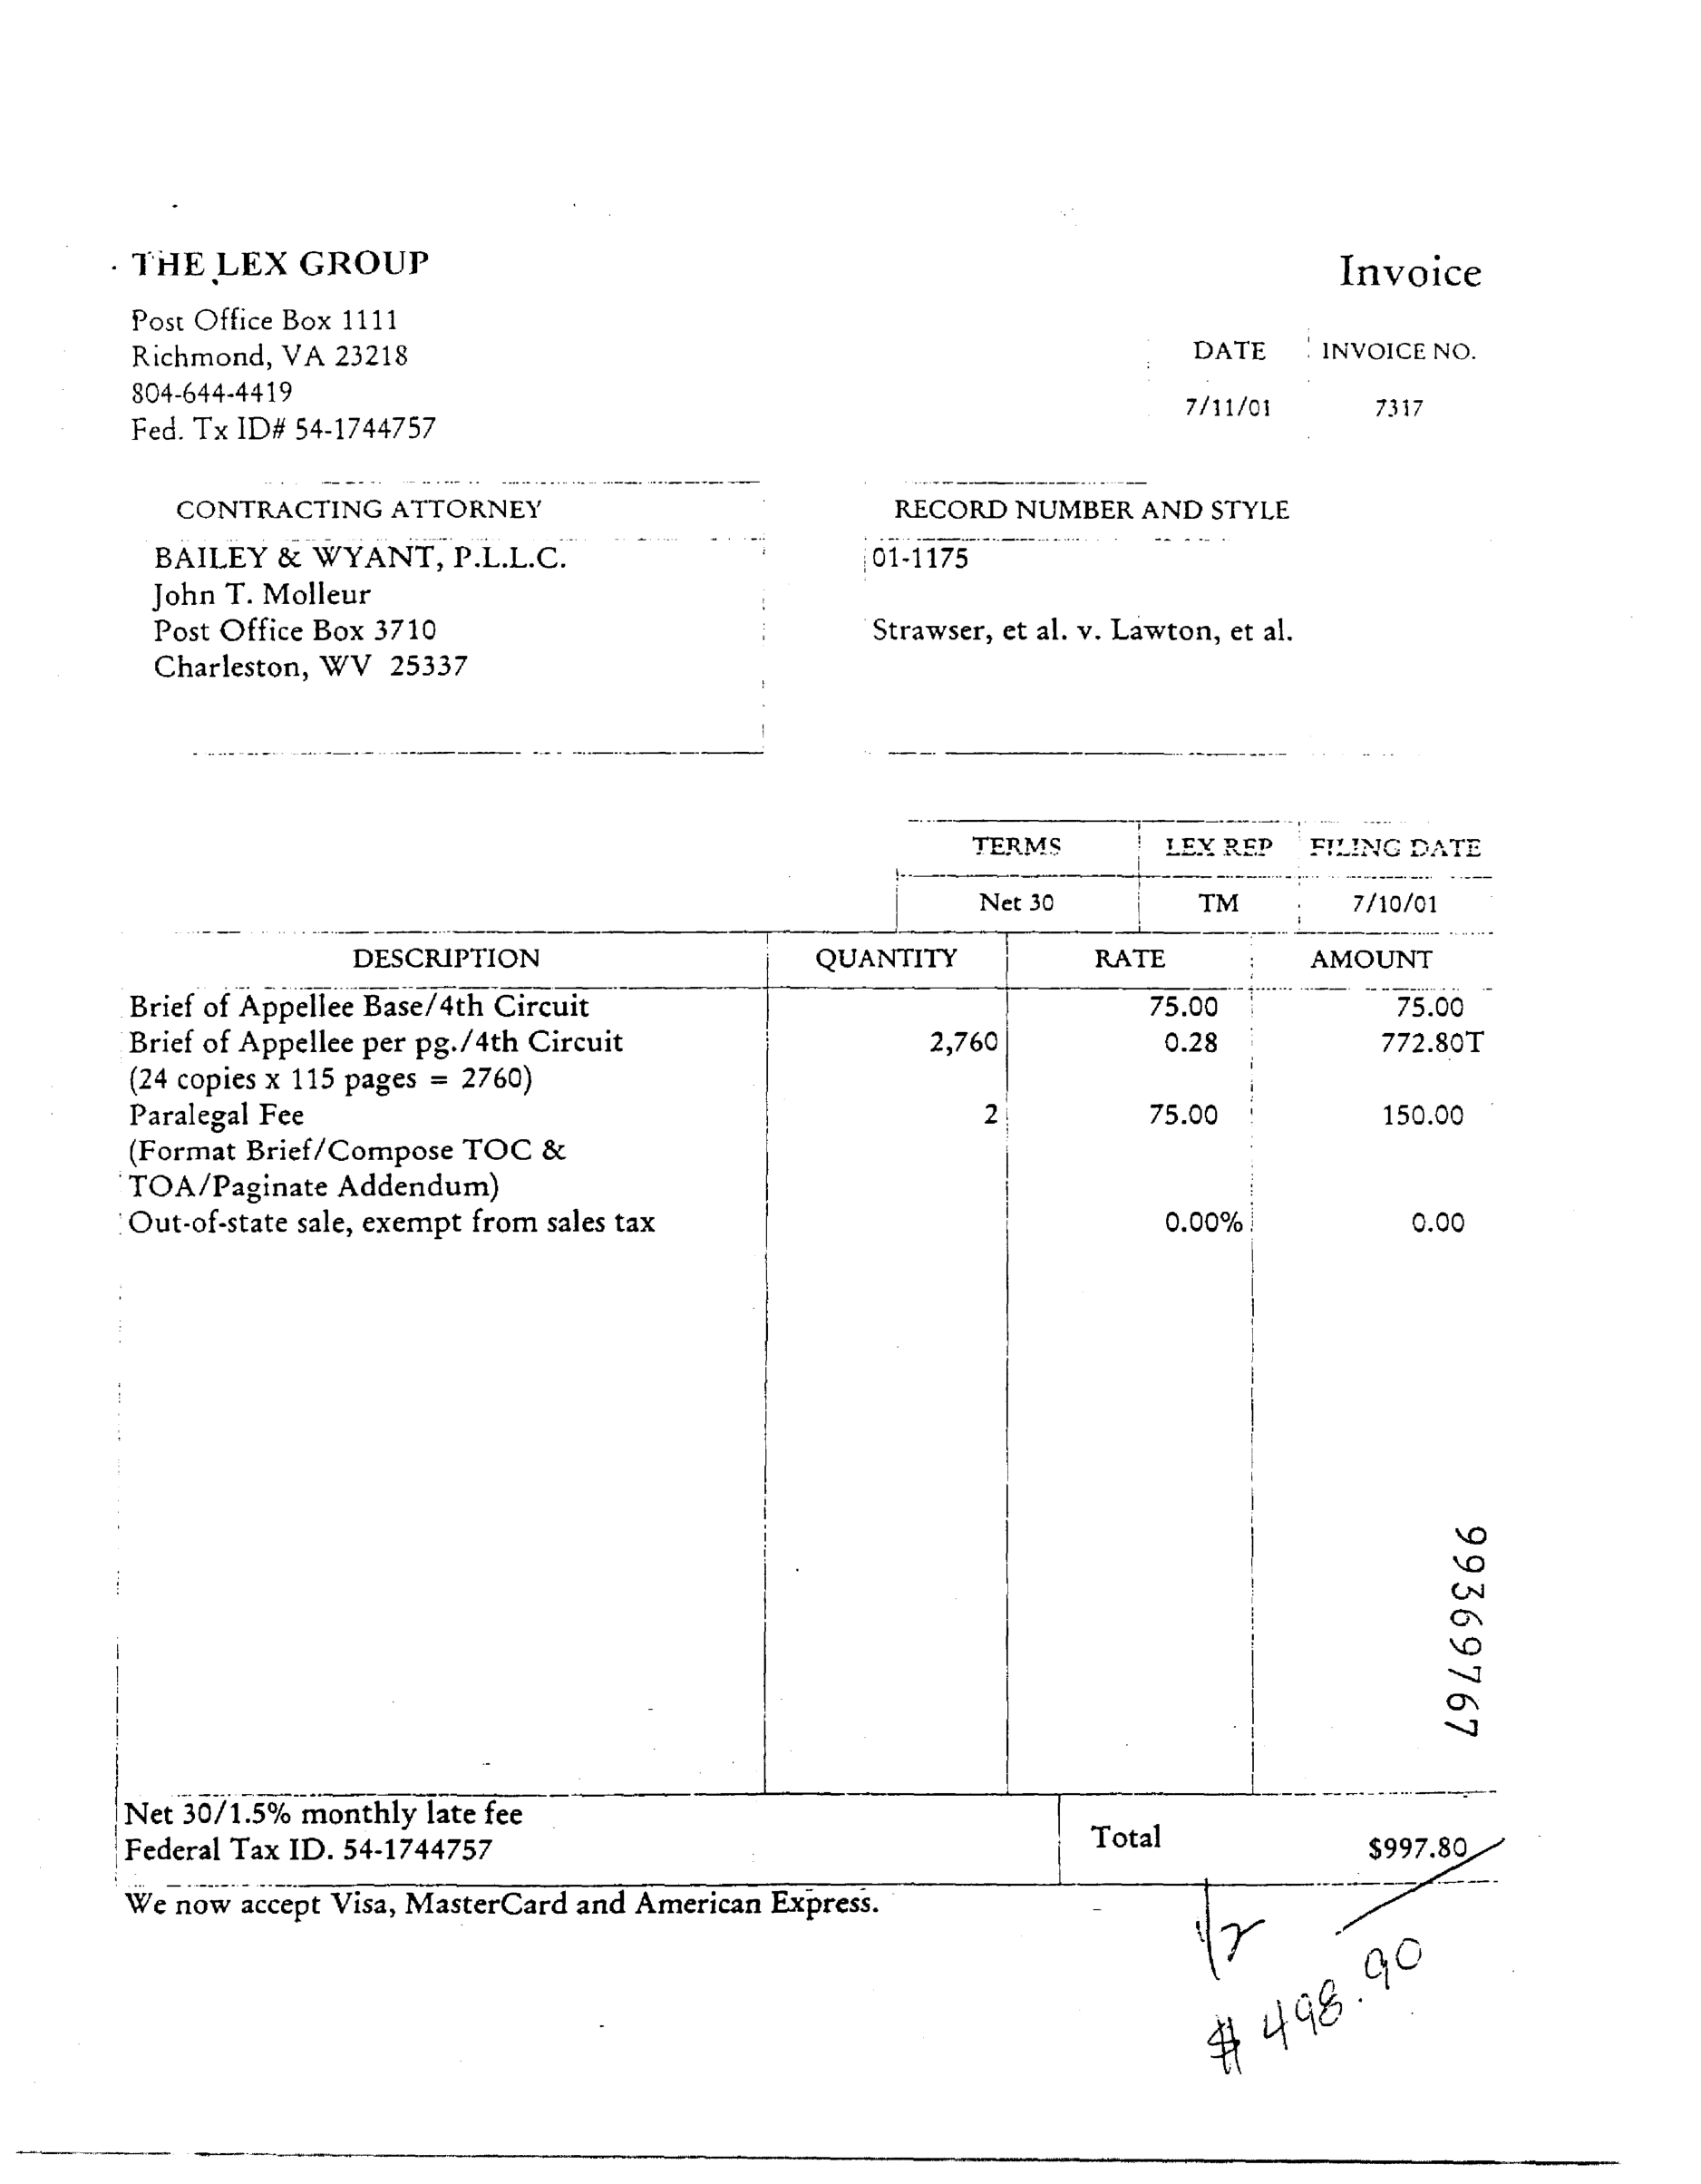 THE LEX GROUP
Post Office Box 1111
Richmond, VA 23218
804-644-4419
Fed. Tx ID# 54-1744757
Invoice
DATE INVOICE NO.
7/11/01 7317
CONTRACTING ATTORNEY
BAILEY & WYANT, P.L.L.C.
John T. Molleur
Post Office Box 3710
Charleston, WV 25337
RECORD NUMBER AND STYLE
01-1175
Strawser, et al. v. Lawton, et al.
TERMS LEX REP FILING DATE
Net 30 TM 7/10/01
DESCRIPTION QUANTITY RATE AMOUNT
Brief of Appellee Base/4th Circuit 75.00 75.00
Brief of Appellee per pg./4th Circuit 2,760 0.28 772.80T
(24 copies x 115 pages = 2760)
Paralegal Fee 2 75.00 150.00
(Format Brief/Compose TOC &
TOA/Paginate Addendum)
Out-of-state sale, exempt from sales tax 0.00% 0.00
99369767
Net 30/1.5% monthly late fee
Federal Tax ID. 54-1744757
Total $997.80
We now accept Visa, MasterCard and American Express.
1/2
$498.90